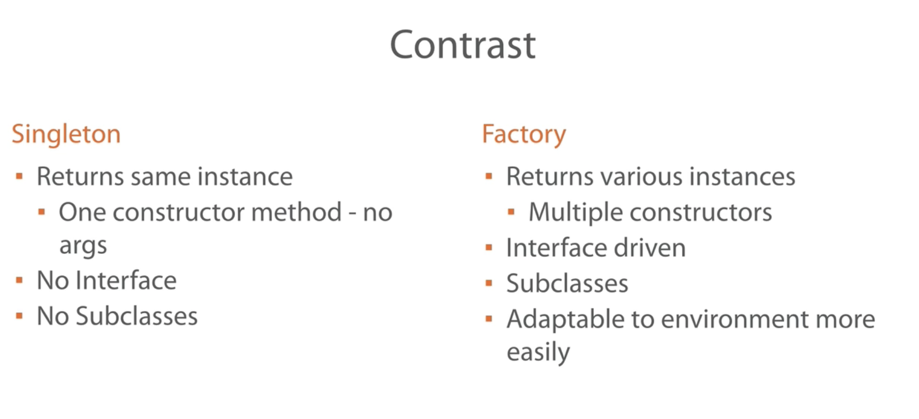 Contrast
Singleton
▪ Returns same instance
▪ One constructor method - no
args
▪ No Interface
▪ No Subclasses
Factory
▪ Returns various instances
▪ Multiple constructors
▪ Interface driven
▪ Subclasses
▪ Adaptable to environment more
easily